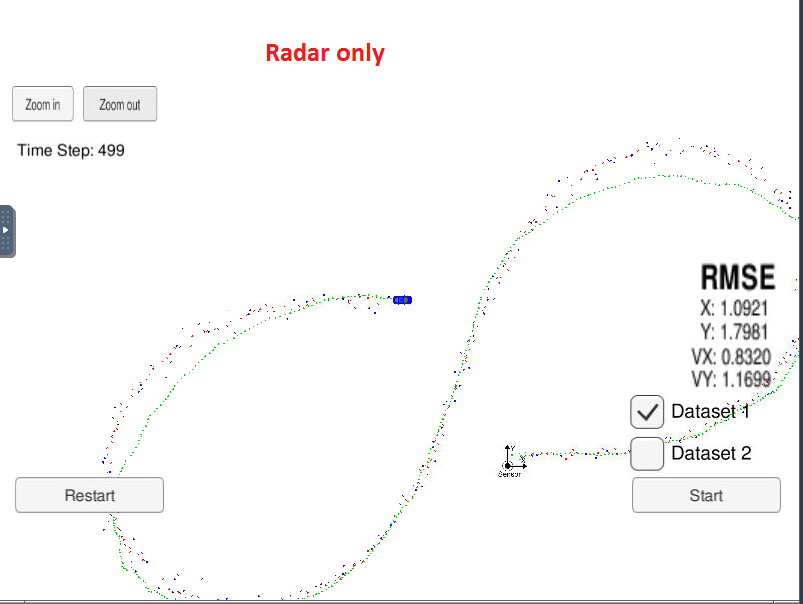 Radar only
Zoom in
Zoom out
Time Step: 499
RMSE
X: 1.0921
Y: 1.7981
VX: 0.8320
VY: 1.1699
Dataset 1
Dataset 2
Y
X
Sensor
Restart
Start